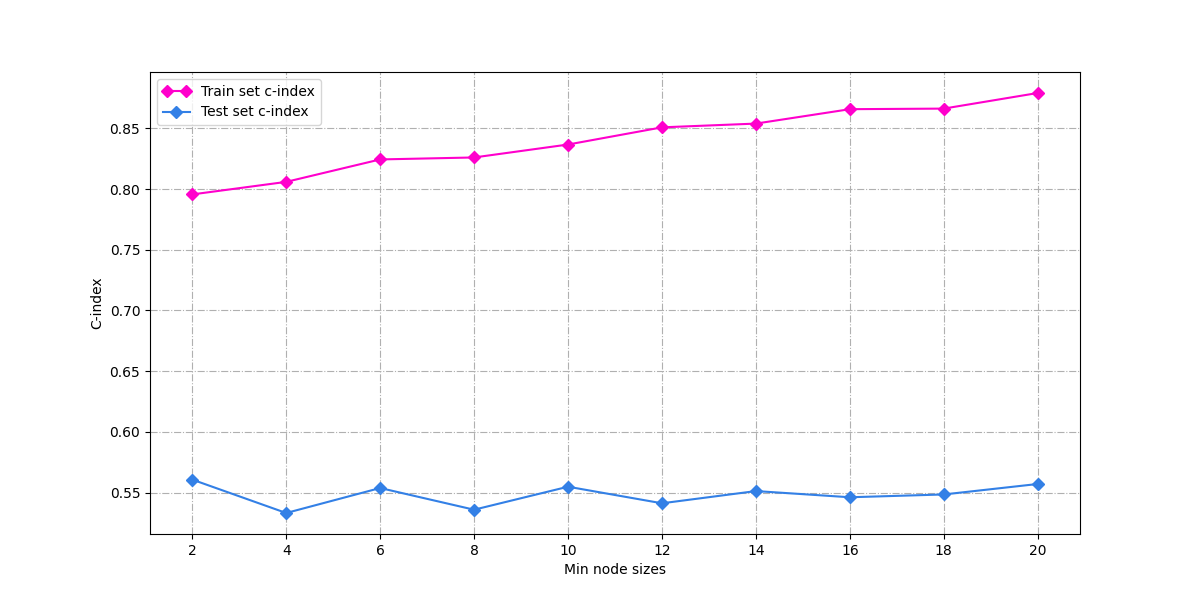 Train set c-index
Test set c-index
0.85
0.80
0.75
0.70
0.65
0.60
0.55
C-index
2 4 6 8 10 12 14 16 18 20
Min node sizes